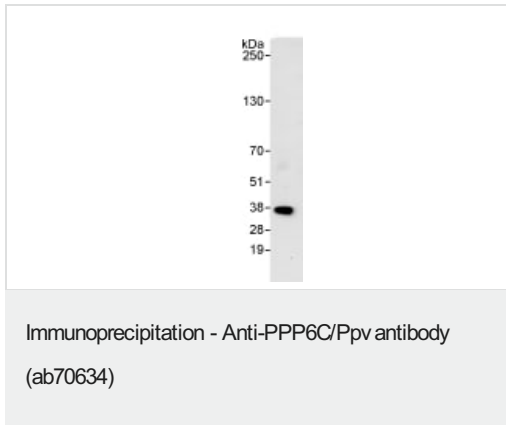 kDa
250-
130-
70-
51-
38-
28-
19-
Immunoprecipitation - Anti-PPP6C/Ppv antibody
(ab70634)